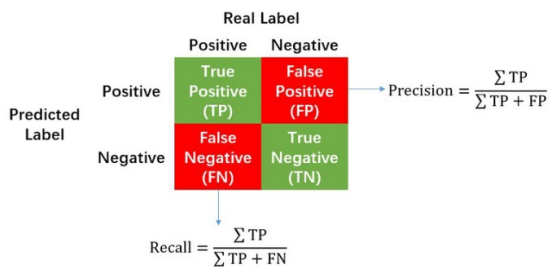 Real Label
Positive Negative
True Positive (TP)
False Positive (FP)
Positive
Precision = ∑ TP / ∑ TP + FP
Predicted Label
False Negative (FN)
True Negative (TN)
Negative
Recall = ∑ TP / ∑ TP + FN